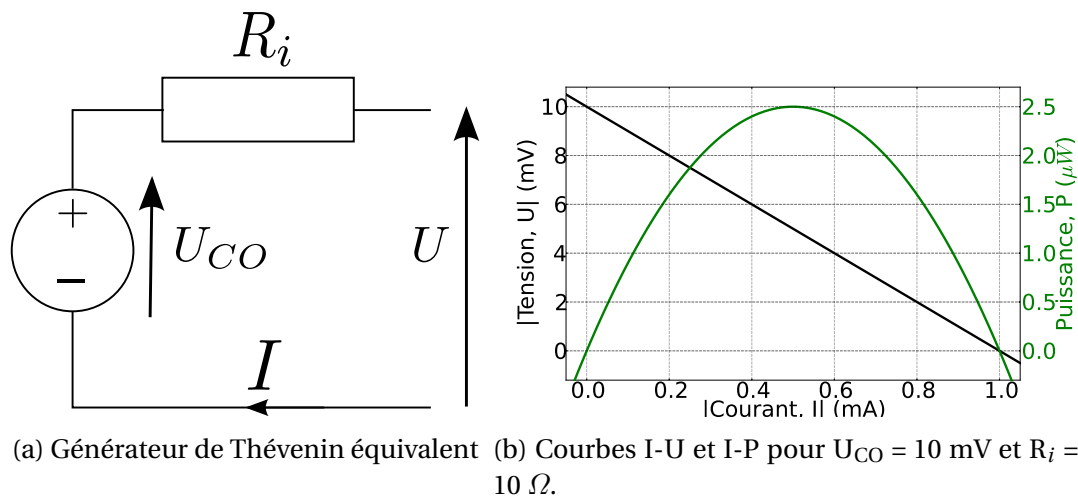 R_i
+
−
U_CO
U
I
|Tension, U| (mV)
10
8
6
4
2
0
0.0 0.2 0.4 0.6 0.8 1.0
|Courant, I| (mA)
2.5
2.0
1.5
1.0
0.5
0.0
Puissance, P (μW)
(a) Générateur de Thévenin équivalent
(b) Courbes I-U et I-P pour U_CO = 10 mV et R_i =
10 Ω.